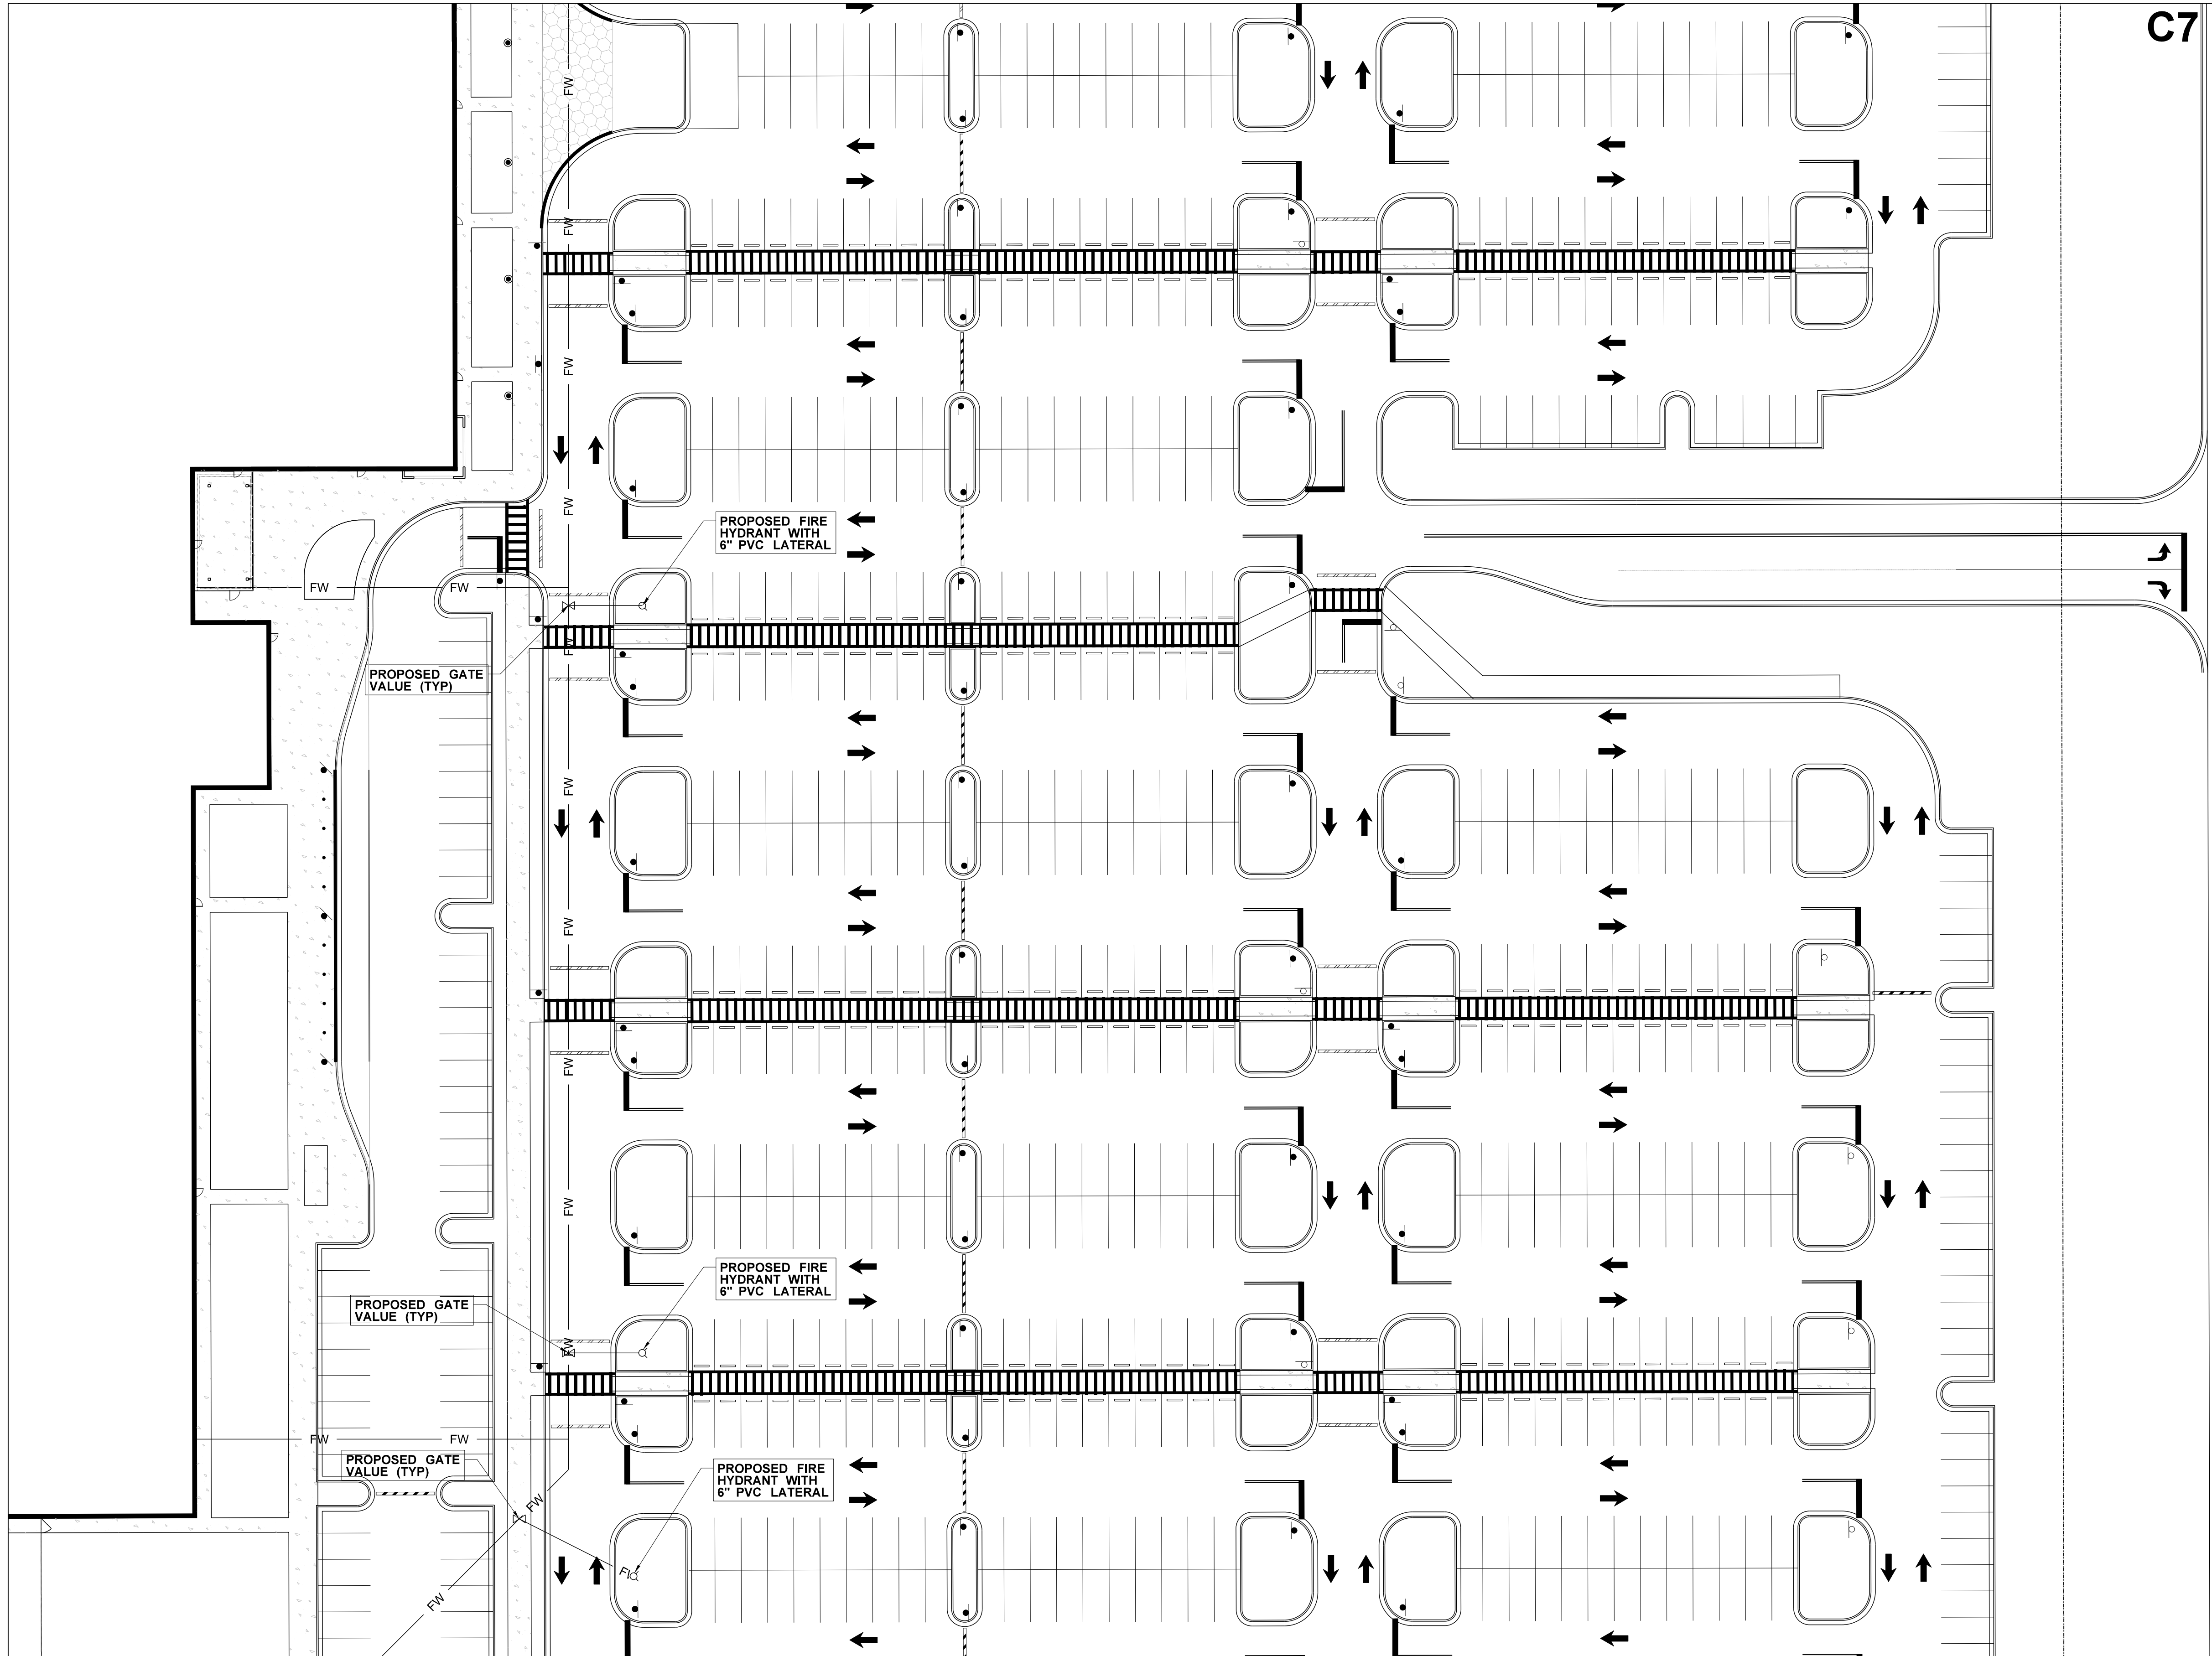 C7
FW
FW
FW
FW
PROPOSED FIRE
HYDRANT WITH
6" PVC LATERAL
FW
FW
FW
PROPOSED GATE
VALUE (TYP)
FW
FW
FW
FW
PROPOSED FIRE
HYDRANT WITH
6" PVC LATERAL
PROPOSED GATE
VALUE (TYP)
FW
FW
FW
PROPOSED GATE
VALUE (TYP)
PROPOSED FIRE
HYDRANT WITH
6" PVC LATERAL
FW
FW